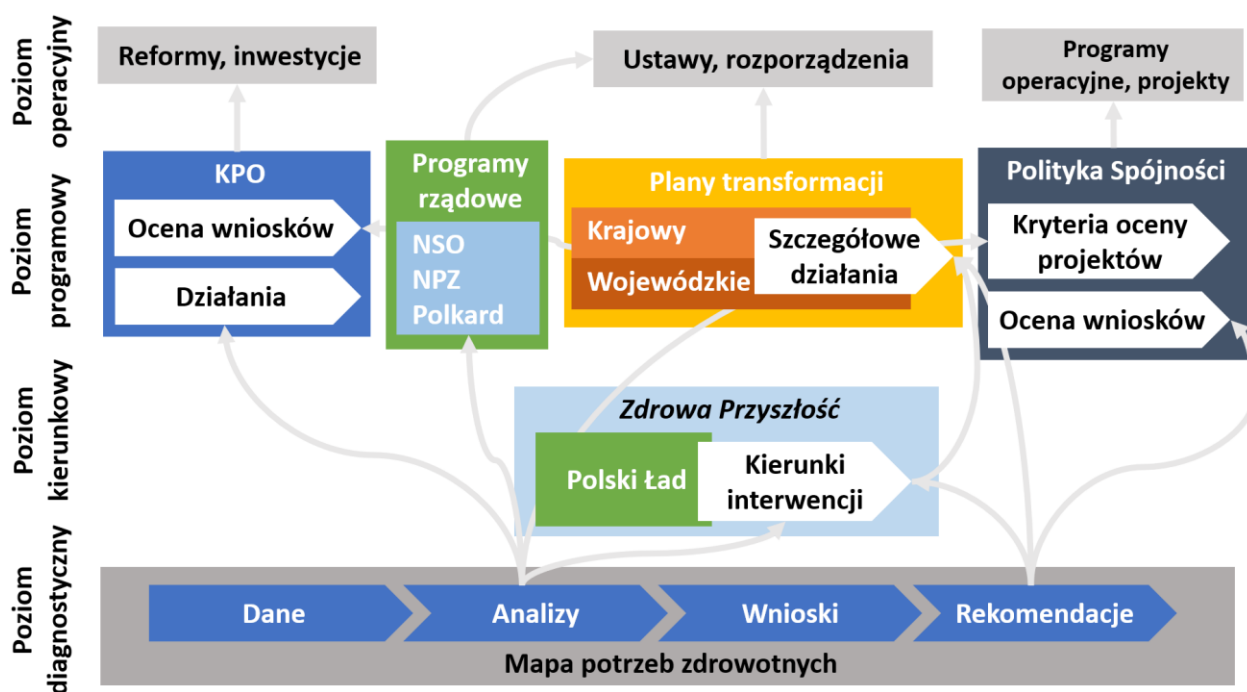 Poziom
operacyjny
Reformy, inwestycje
Ustawy, rozporządzenia
Programy
operacyjne, projekty
Poziom
programowy
KPO
Ocena wniosków
Działania
Programy
rządowe
NSO
NPZ
Polkard
Plany transformacji
Krajowy
Wojewódzkie
Szczegółowe
działania
Polityka Spójności
Kryteria oceny
projektów
Ocena wniosków
Poziom
kierunkowy
Zdrowa Przyszłość
Polski Ład
Kierunki
interwencji
Poziom
diagnostyczny
Dane
Analizy
Wnioski
Rekomendacje
Mapa potrzeb zdrowotnych